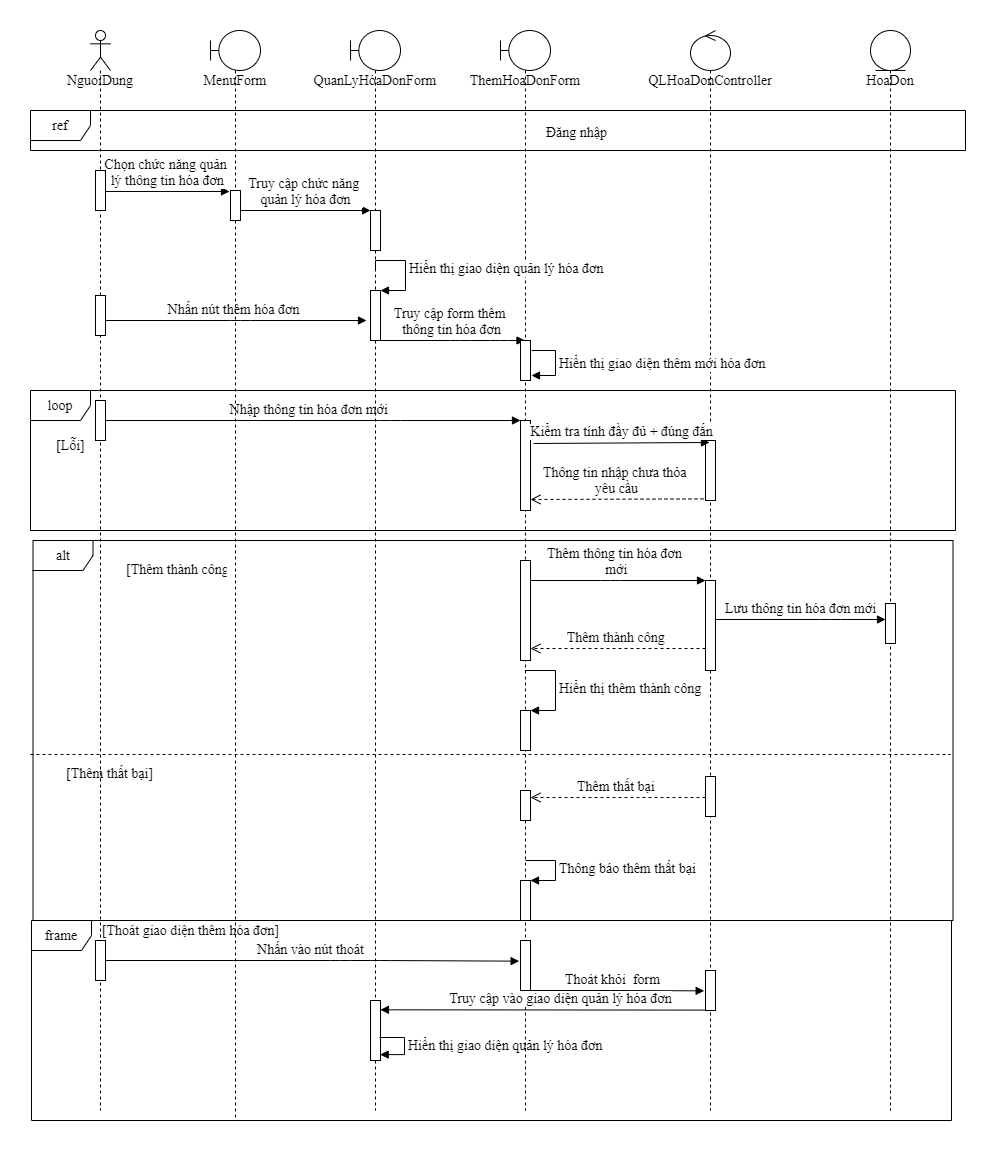 NguoiDung
MenuForm
QuanLyHoaDonForm
ThemHoaDonForm
QLHoaDonController
HoaDon
ref
Đăng nhập
Chọn chức năng quản
lý thông tin hóa đơn
Truy cập chức năng
quản lý hóa đơn
Hiển thị giao diện quản lý hóa đơn
Nhấn nút thêm hóa đơn
Truy cập form thêm
thông tin hóa đơn
Hiển thị giao diện thêm mới hóa đơn
loop
Nhập thông tin hóa đơn mới
[Lỗi]
Kiểm tra tính đầy đủ + đúng đắn
Thông tin nhập chưa thỏa
yêu cầu
alt
[Thêm thành công
Thêm thông tin hóa đơn
mới
Lưu thông tin hóa đơn mới
Thêm thành công
Hiển thị thêm thành công
[Thêm thất bại]
Thêm thất bại
Thông báo thêm thất bại
frame
[Thoát giao diện thêm hóa đơn]
Nhấn vào nút thoát
Thoát khỏi form
Truy cập vào giao diện quản lý hóa đơn
Hiển thị giao diện quản lý hóa đơn